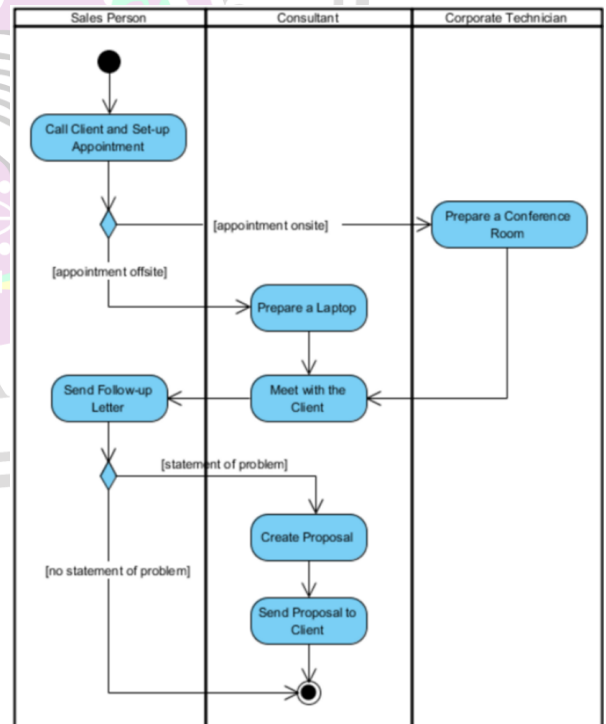 Sales Person
Consultant
Corporate Technician
Call Client and Set-up
Appointment
[appointment onsite]
Prepare a Conference
Room
[appointment offsite]
Prepare a Laptop
Send Follow-up
Letter
Meet with the
Client
[statement of problem]
Create Proposal
[no statement of problem]
Send Proposal to
Client